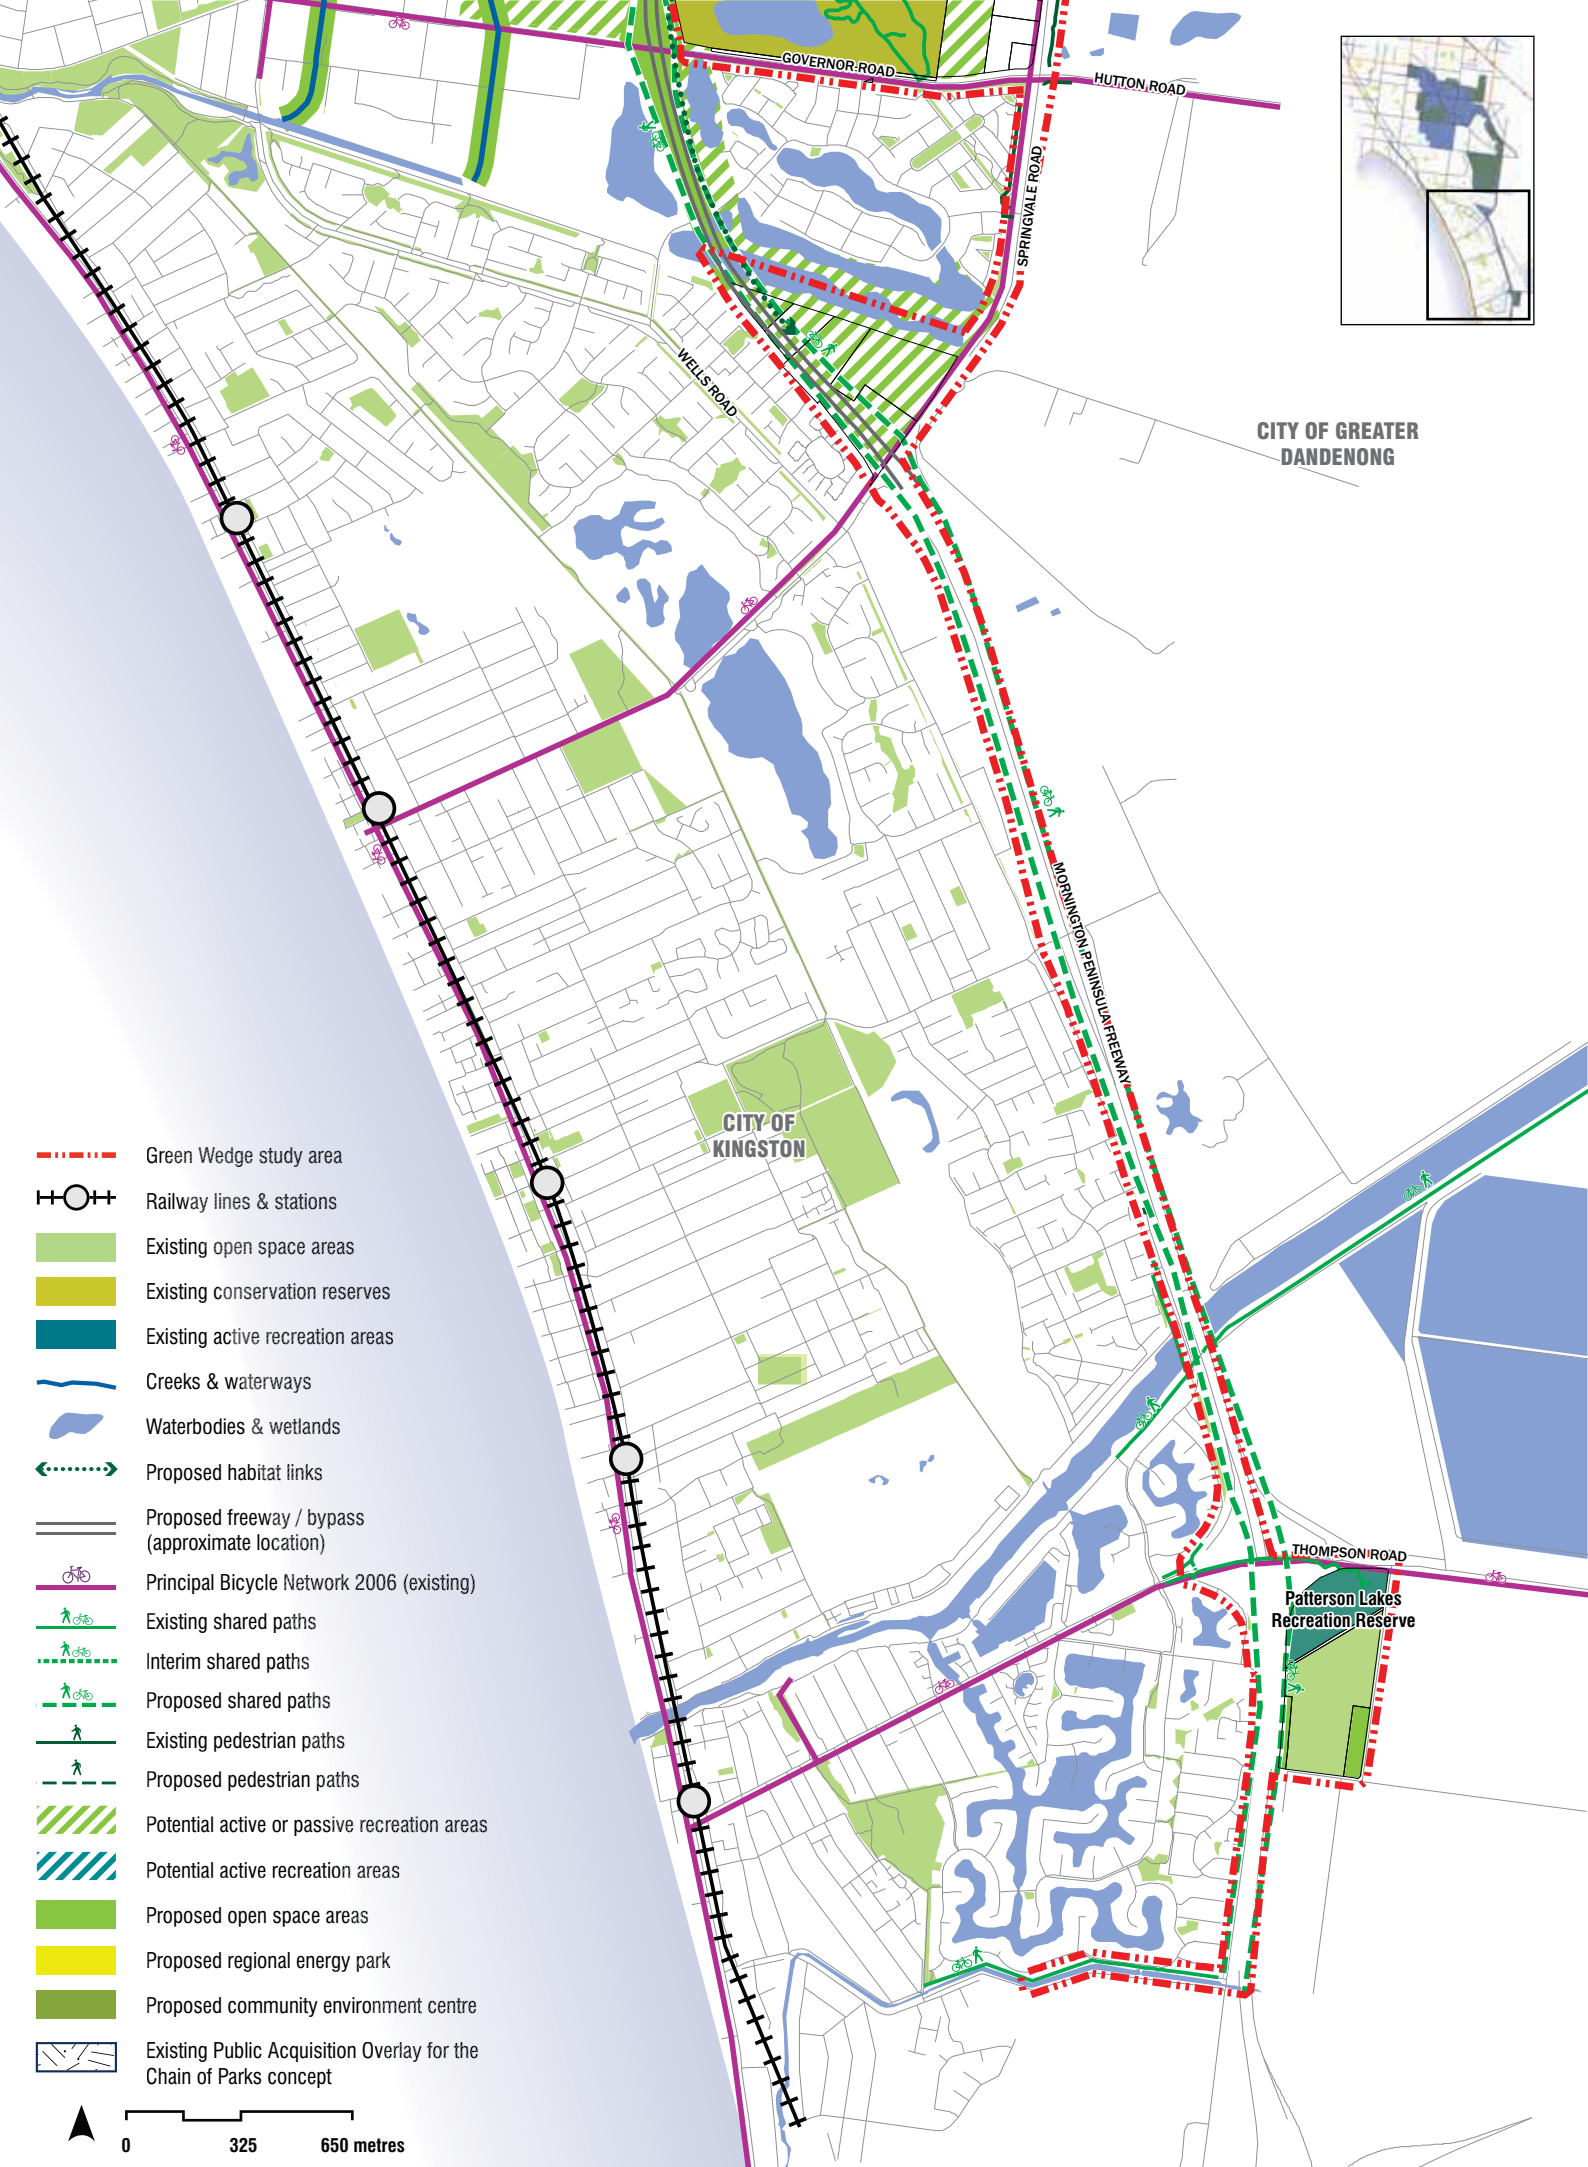 GOVERNOR ROAD
HUTTON ROAD
SPRINGVALE ROAD
WELLS ROAD
CITY OF GREATER
DANDENONG
MORNINGTON PENINSULA FREEWAY
CITY OF
KINGSTON
THOMPSON ROAD
Patterson Lakes
Recreation Reserve
Green Wedge study area
Railway lines & stations
Existing open space areas
Existing conservation reserves
Existing active recreation areas
Creeks & waterways
Waterbodies & wetlands
Proposed habitat links
Proposed freeway / bypass
(approximate location)
Principal Bicycle Network 2006 (existing)
Existing shared paths
Interim shared paths
Proposed shared paths
Existing pedestrian paths
Proposed pedestrian paths
Potential active or passive recreation areas
Potential active recreation areas
Proposed open space areas
Proposed regional energy park
Proposed community environment centre
Existing Public Acquisition Overlay for the
Chain of Parks concept
0 325 650 metres